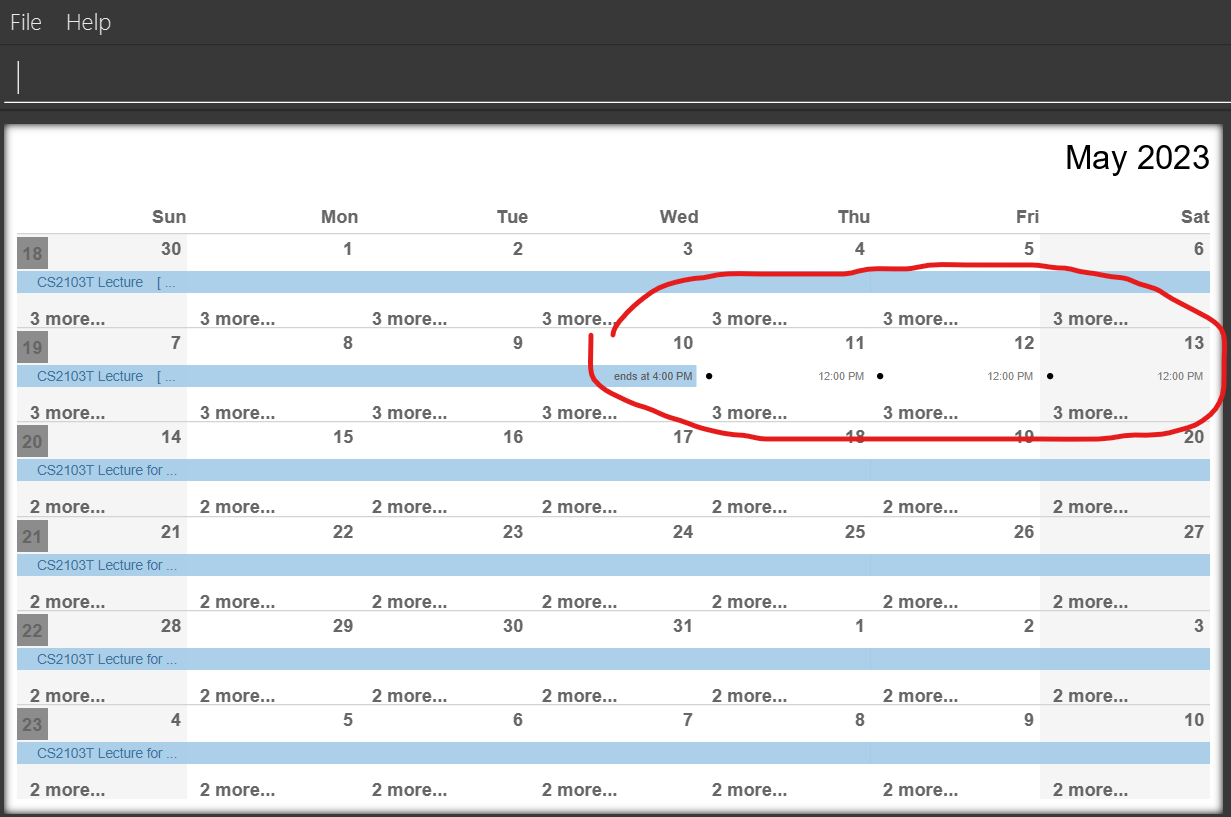 File Help
May 2023
Sun Mon Tue Wed Thu Fri Sat
18 30 1 2 3 4 5 6
CS2103T Lecture [ ...
3 more... 3 more... 3 more... 3 more... 3 more... 3 more... 3 more...
19 7 8 9 10 11 12 13
CS2103T Lecture [ ... ends at 4:00 PM 12:00 PM 12:00 PM 12:00 PM
3 more... 3 more... 3 more... 3 more... 3 more... 3 more... 3 more...
20 14 15 16 17 18 19 20
CS2103T Lecture for ...
2 more... 2 more... 2 more... 2 more... 2 more... 2 more... 2 more...
21 21 22 23 24 25 26 27
CS2103T Lecture for ...
2 more... 2 more... 2 more... 2 more... 2 more... 2 more... 2 more...
22 28 29 30 31 1 2 3
CS2103T Lecture for ...
2 more... 2 more... 2 more... 2 more... 2 more... 2 more... 2 more...
23 4 5 6 7 8 9 10
CS2103T Lecture for ...
2 more... 2 more... 2 more... 2 more... 2 more... 2 more... 2 more...